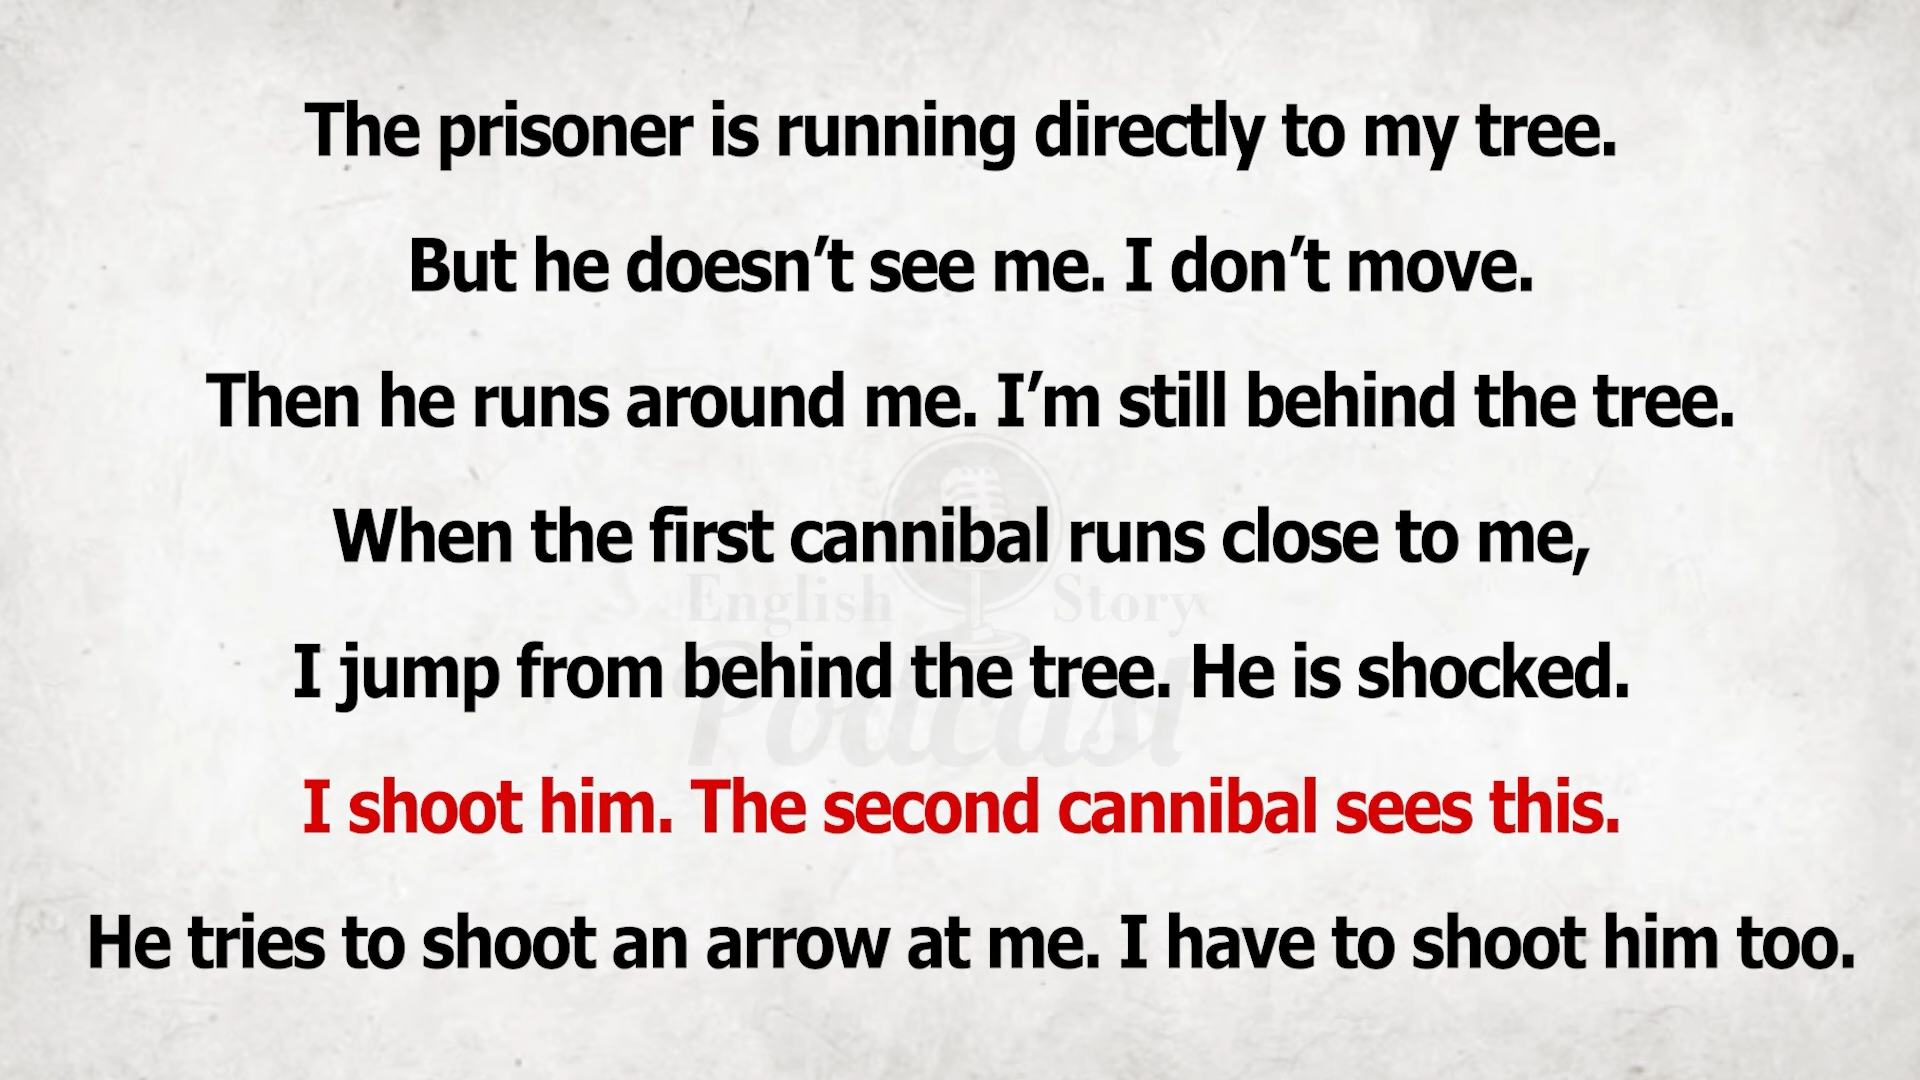 The prisoner is running directly to my tree.
But he doesn’t see me. I don’t move.
Then he runs around me. I’m still behind the tree.
When the first cannibal runs close to me,
English Story
I jump from behind the tree. He is shocked.
Podcast
I shoot him. The second cannibal sees this.
He tries to shoot an arrow at me. I have to shoot him too.